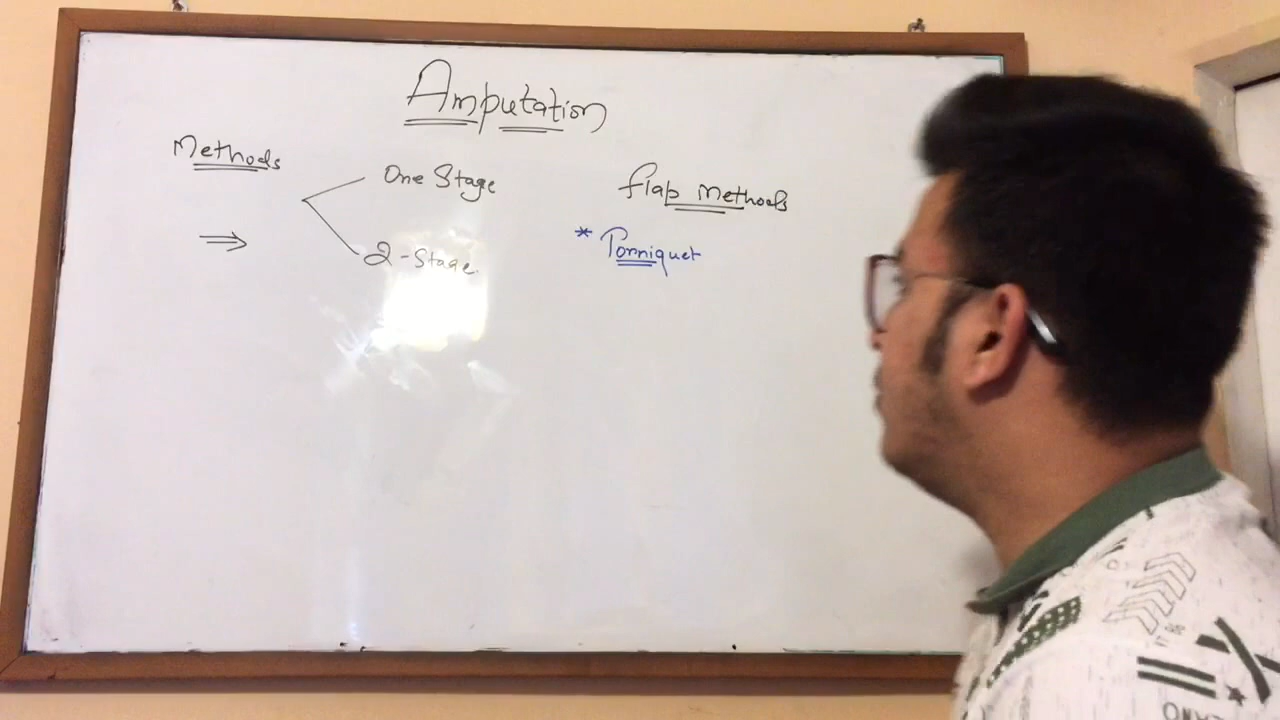 Amputation
Methods
One Stage
⇒
2-Stage
flap Methods
* Torniquet